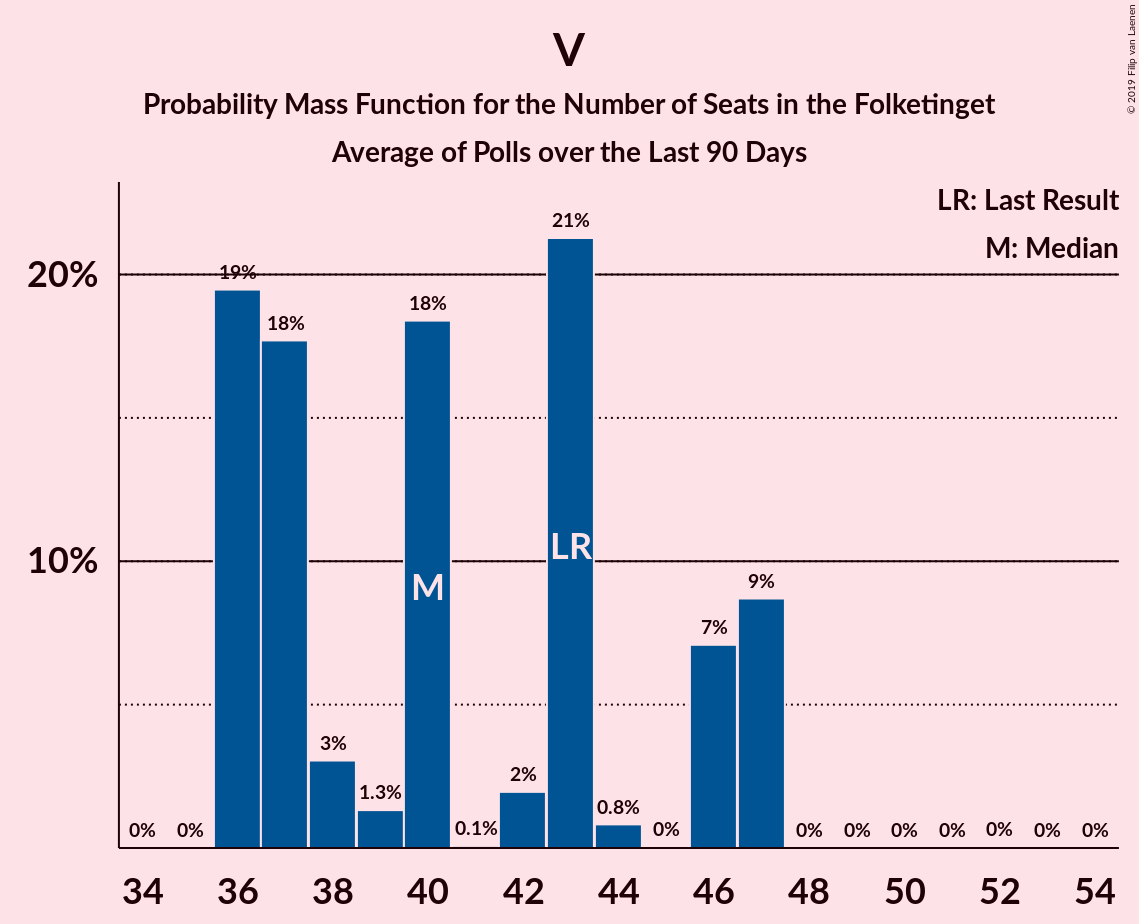 V
Probability Mass Function for the Number of Seats in the Folketinget
Average of Polls over the Last 90 Days
© 2019 Filip van Laenen
LR: Last Result
M: Median
20%
10%
0%
0%
19%
18%
3%
1.3%
18%
0.1%
2%
21%
0.8%
0%
7%
9%
0%
0%
0%
0%
0%
0%
0%
M
LR
34 36 38 40 42 44 46 48 50 52 54